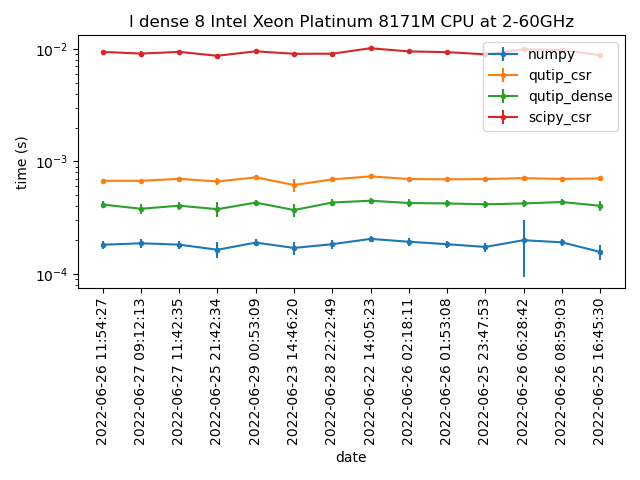 I dense 8 Intel Xeon Platinum 8171M CPU at 2-60GHz
time (s)
10^-2
10^-3
10^-4
numpy
qutip_csr
qutip_dense
scipy_csr
2022-06-26 11:54:27
2022-06-27 09:12:13
2022-06-27 11:42:35
2022-06-25 21:42:34
2022-06-29 00:53:09
2022-06-23 14:46:20
2022-06-28 22:22:49
2022-06-22 14:05:23
2022-06-26 02:18:11
2022-06-26 01:53:08
2022-06-25 23:47:53
2022-06-26 06:28:42
2022-06-26 08:59:03
2022-06-25 16:45:30
date